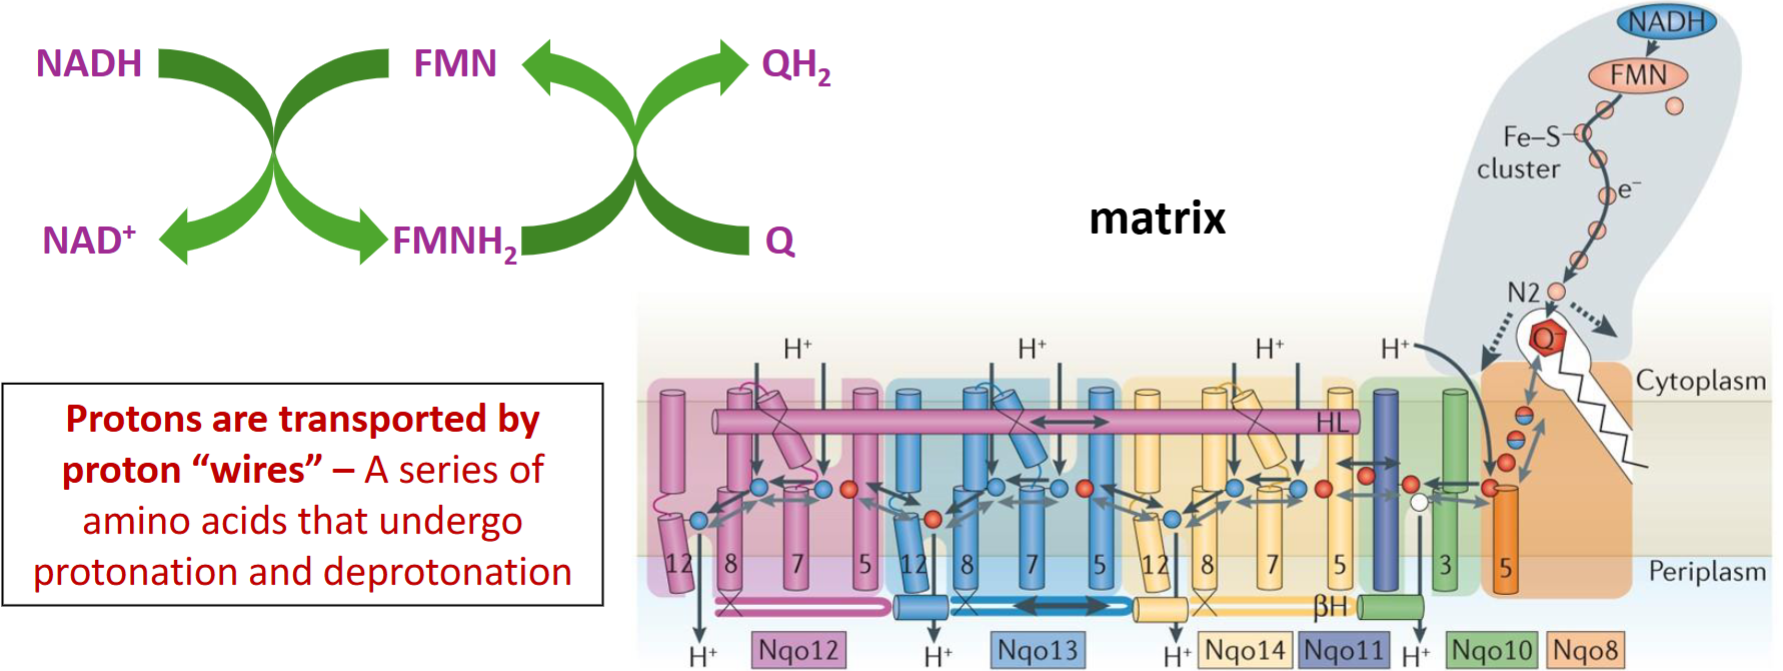 NADH FMN QH₂
NAD⁺ FMNH₂ Q
Protons are transported by
proton “wires” – A series of
amino acids that undergo
protonation and deprotonation
matrix
NADH
FMN
Fe–S
cluster
e⁻
N2
Q⁻
H⁺ H⁺ H⁺ H⁺
Cytoplasm
HL
12 8 7 5 12 8 7 5 12 8 7 5 3 5
Periplasm
βH
H⁺ Nqo12 H⁺ Nqo13 H⁺ Nqo14 Nqo11 H⁺ Nqo10 Nqo8